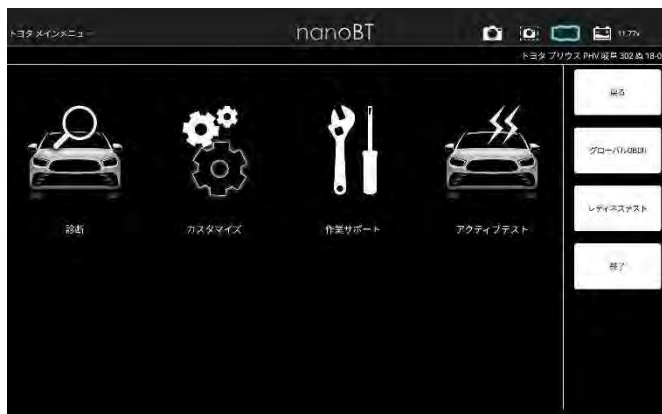 トヨタ メインメニュー
nanoBT
11.77v
トヨタ プリウス PHV 岐阜 302 ぬ 18-0
戻る
グローバルOBDII
レディネステスト
終了
診断
カスタマイズ
作業サポート
アクティブテスト